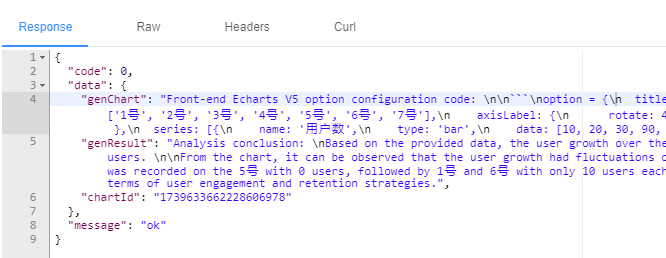 Response Raw Headers Curl
1 {
2 "code": 0,
3 "data": {
4 "genChart": "Front-end Echarts V5 option configuration code: \n\n```\noption = {\n title
['1号', '2号', '3号', '4号', '5号', '6号', '7号'],\n axisLabel: {\n rotate: 4
},\n series: [{\n name: '用户数',\n type: 'bar',\n data: [10, 20, 30, 90,
5 "genResult": "Analysis conclusion: \nBased on the provided data, the user growth over the
users. \n\nFrom the chart, it can be observed that the user growth had fluctuations o
was recorded on the 5号 with 0 users, followed by 1号 and 6号 with only 10 users each
terms of user engagement and retention strategies.",
6 "chartId": "1739633662228606978"
7 },
8 "message": "ok"
9 }